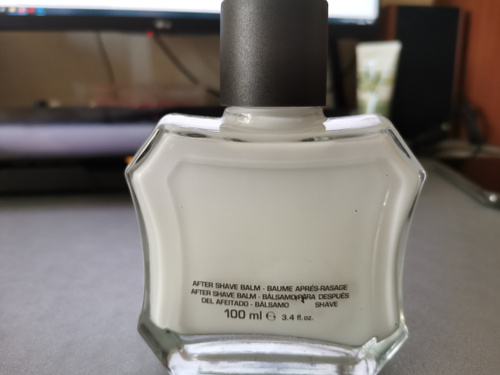 AFTER SHAVE BALM - BAUME APRÉS-RASAGE
AFTER SHAVE BALM - BÁLSAMO PARA DESPUÉS
DEL AFEITADO - BÁLSAMO SHAVE
100 ml ℮ 3.4 fl. oz.